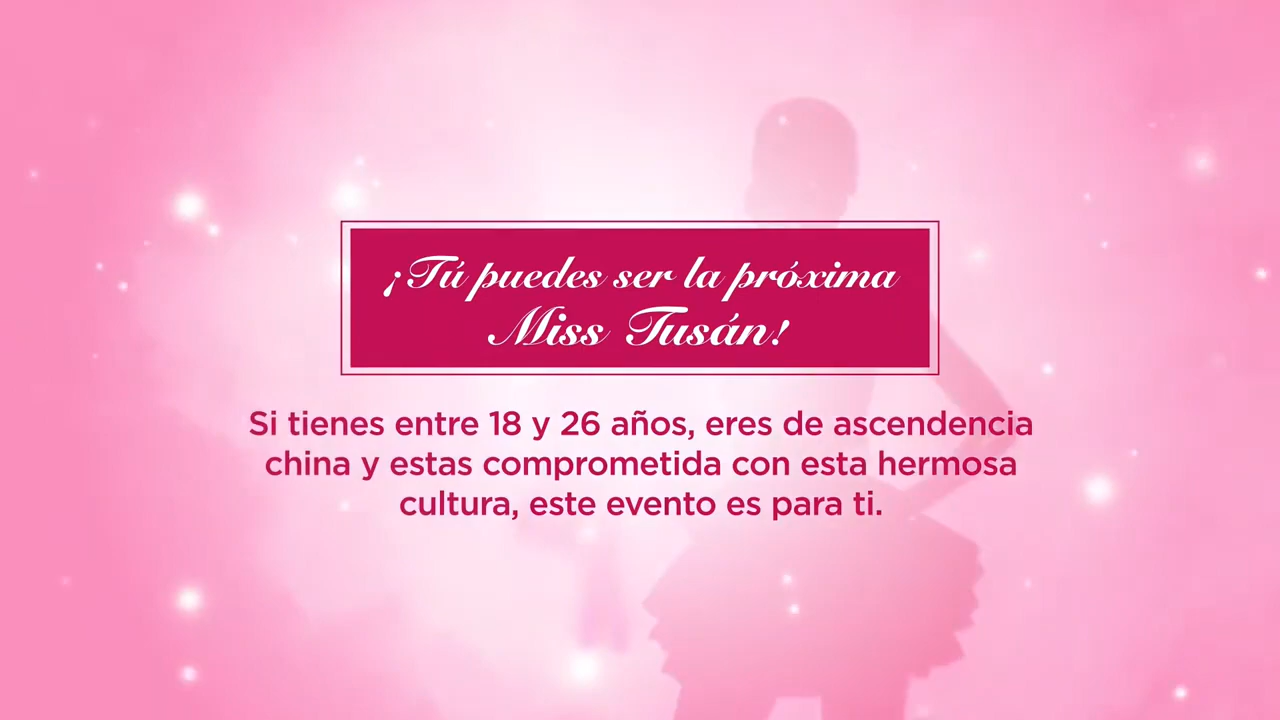 ¡Tú puedes ser la próxima
Miss Tusán!
Si tienes entre 18 y 26 años, eres de ascendencia
china y estas comprometida con esta hermosa
cultura, este evento es para ti.